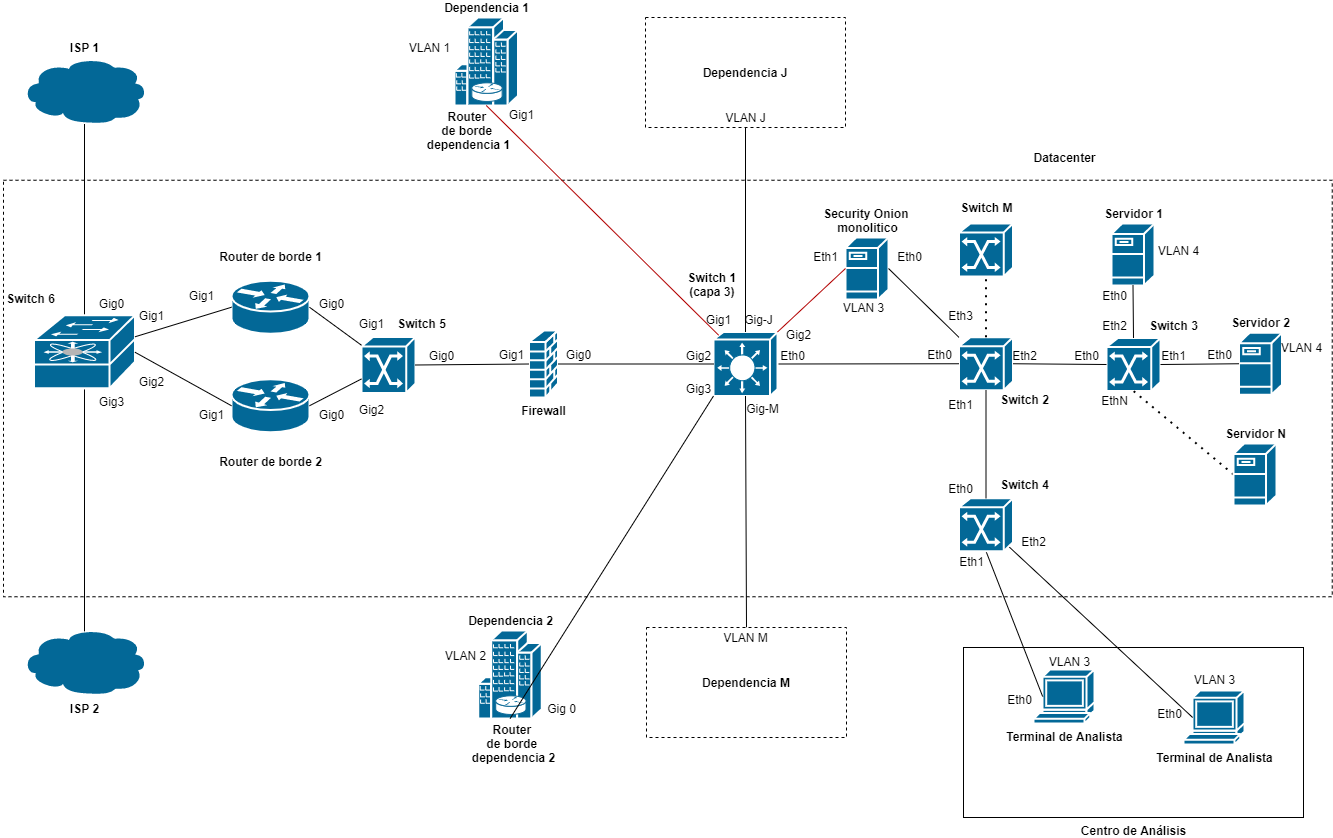 Dependencia 1
VLAN 1
Router
de borde
dependencia 1
Gig1
Dependencia J
VLAN J
ISP 1
Datacenter
Switch 6
Gig0
Gig1
Gig2
Gig3
Router de borde 1
Gig1
Gig0
Router de borde 2
Gig1
Gig0
Switch 5
Gig1
Gig0
Gig2
Gig1
Gig0
Firewall
Switch 1
(capa 3)
Gig1
Gig-J
Gig2
Gig2
Eth0
Gig3
Gig-M
Security Onion
monolitico
Eth1
Eth0
VLAN 3
Switch M
Eth3
Eth0
Eth2
Eth1
Switch 2
Servidor 1
VLAN 4
Eth0
Eth2
Switch 3
Eth0
Eth1
EthN
Servidor 2
VLAN 4
Eth0
Servidor N
Switch 4
Eth0
Eth2
Eth1
ISP 2
Dependencia 2
VLAN 2
Gig 0
Router
de borde
dependencia 2
VLAN M
Dependencia M
VLAN 3
Eth0
Terminal de Analista
VLAN 3
Eth0
Terminal de Analista
Centro de Análisis